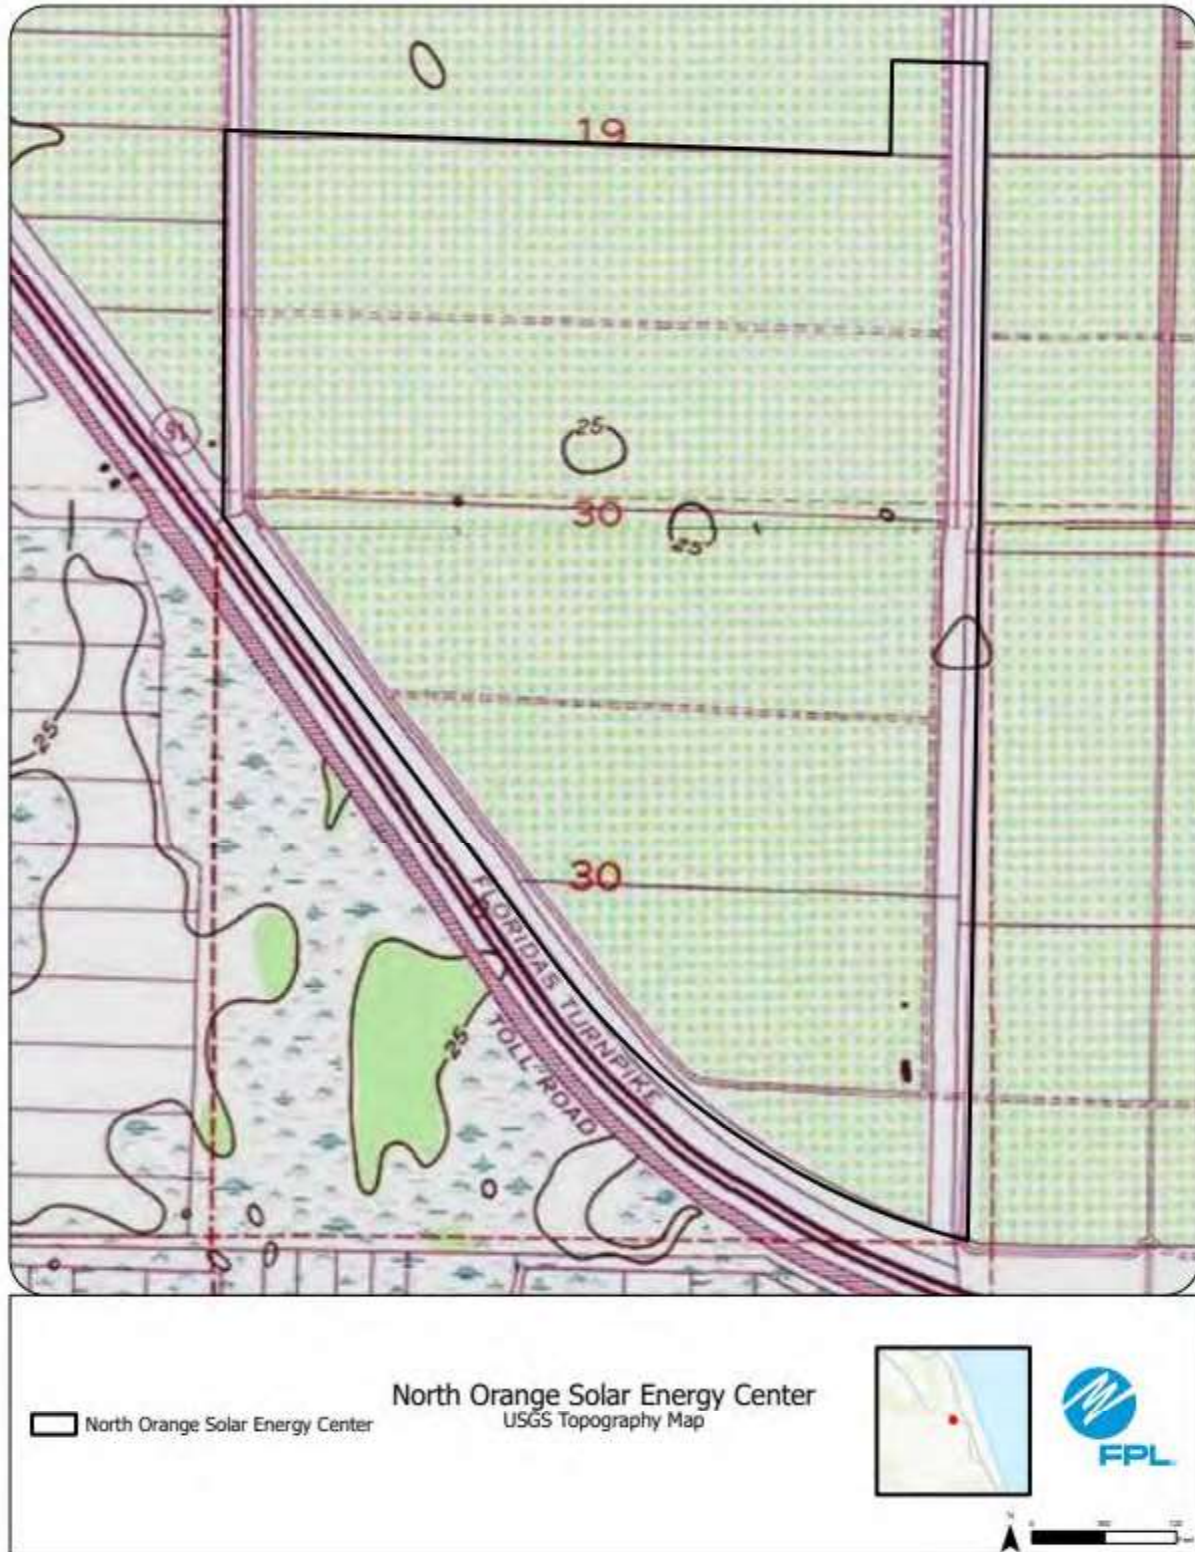 19
25
30
25
25
30
FLORIDAS TURNPIKE
TOLL ROAD
25
North Orange Solar Energy Center
North Orange Solar Energy Center
USGS Topography Map
FPL
N